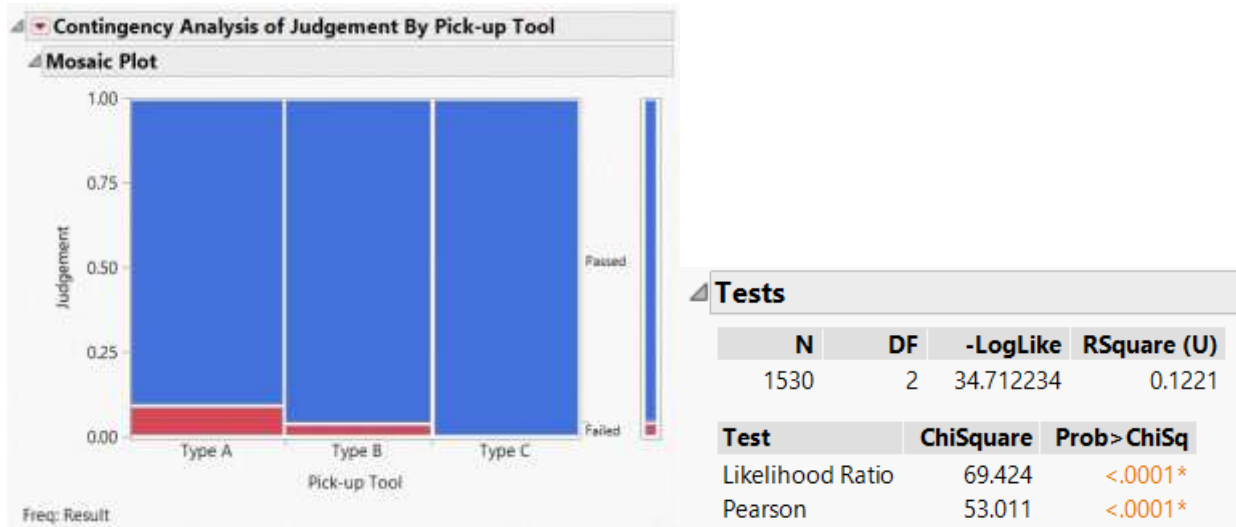 Contingency Analysis of Judgement By Pick-up Tool
Mosaic Plot
1.00
0.75
0.50
0.25
0.00
Judgement
Passed
Failed
Type A Type B Type C
Pick-up Tool
Freq: Result
Tests
N DF -LogLike RSquare (U)
1530 2 34.712234 0.1221
Test ChiSquare Prob>ChiSq
Likelihood Ratio 69.424 <.0001*
Pearson 53.011 <.0001*